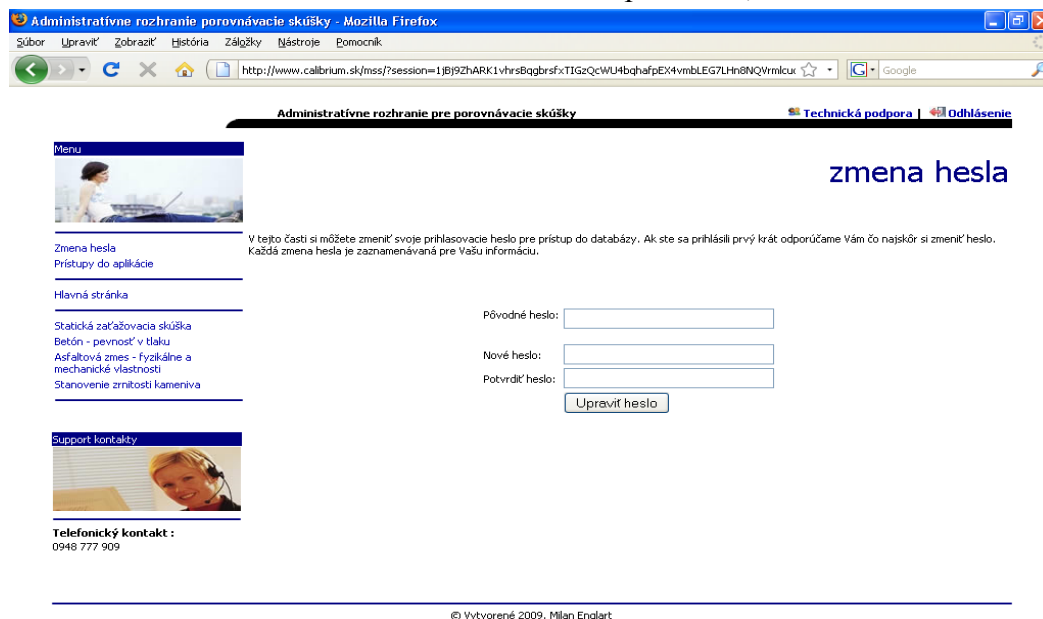 Administratívne rozhranie porovnávacie skúšky - Mozilla Firefox
Súbor Upraviť Zobraziť História Záložky Nástroje Pomocník
http://www.calibrium.sk/mss/?session=
Google
Administratívne rozhranie pre porovnávacie skúšky
Technická podpora | Odhlásenie
Menu
zmena hesla
V tejto časti si môžete zmeniť svoje prihlasovacie heslo pre prístup do databázy. Ak ste sa prihlásili prvý krát odporúčame Vám čo najskôr si zmeniť heslo.
Každá zmena hesla je zaznamenávaná pre Vašu informáciu.
Zmena hesla
Prístupy do aplikácie
Hlavná stránka
Statická zaťažovacia skúška
Betón - pevnosť v tlaku
Asfaltová zmes - fyzikálne a
mechanické vlastnosti
Stanovenie zrnitosti kameniva
Pôvodné heslo:
Nové heslo:
Potvrdiť heslo:
Upraviť heslo
Support kontakty
Telefonický kontakt :
0948 777 909
© Vytvorené 2009, Milan Englart